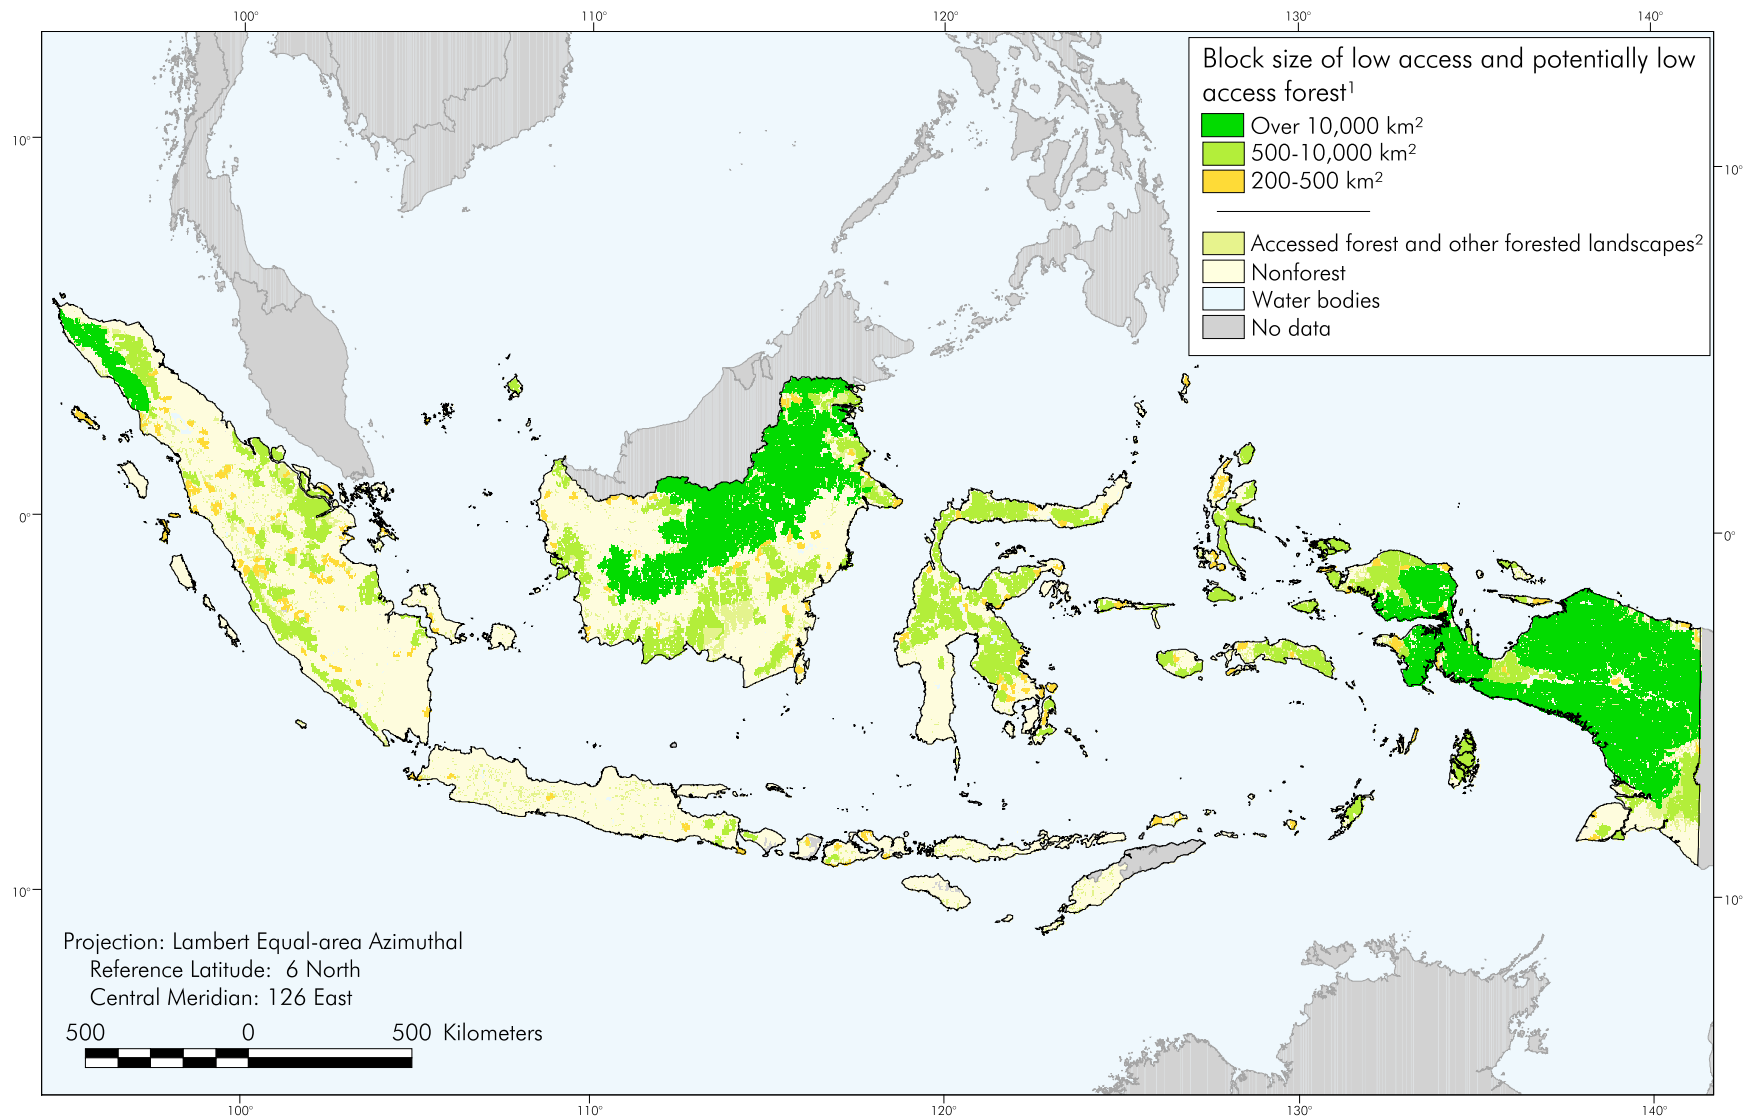 100° 110° 120° 130° 140°
Block size of low access and potentially low
access forest¹
Over 10,000 km²
500-10,000 km²
200-500 km²
Accessed forest and other forested landscapes²
Nonforest
Water bodies
No data
10° 10°
0° 0°
10° 10°
Projection: Lambert Equal-area Azimuthal
Reference Latitude: 6 North
Central Meridian: 126 East
500 0 500 Kilometers
100° 110° 120° 130° 140°